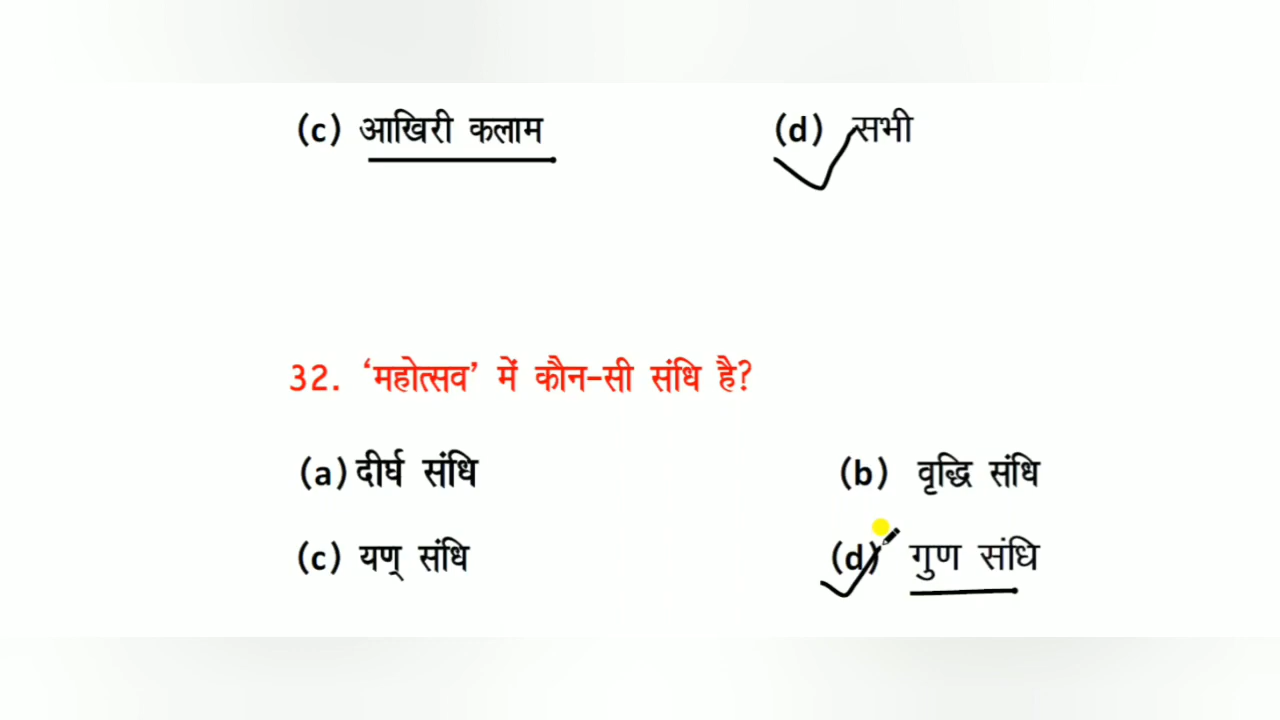 (c) आखिरी कलाम (d) सभी
32. ‘महोत्सव’ में कौन-सी संधि है?
(a) दीर्घ संधि (b) वृद्धि संधि
(c) यण् संधि (d) गुण संधि